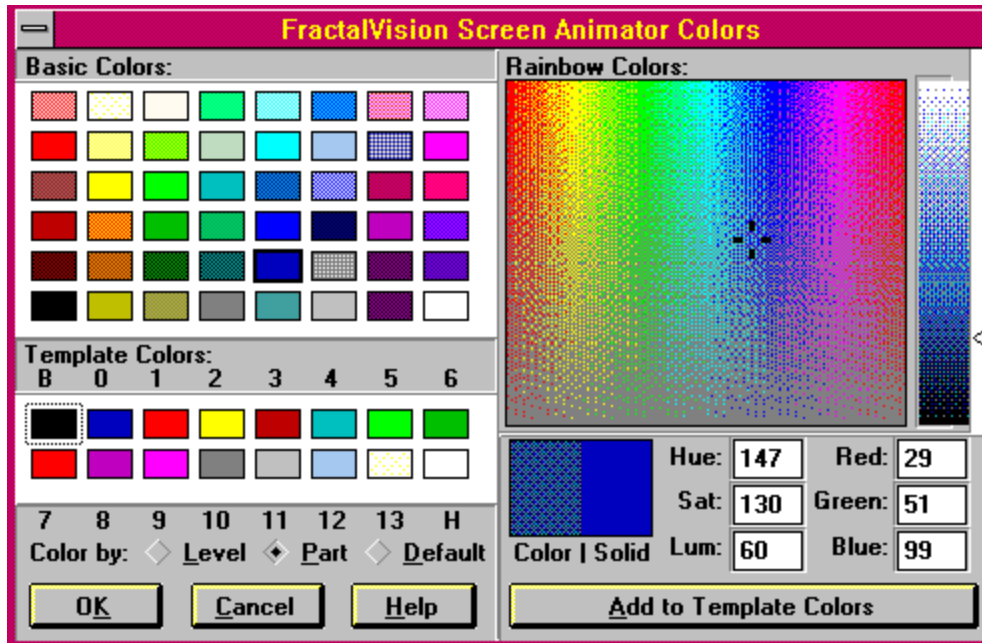 FractalVision Screen Animator Colors
Basic Colors:
Rainbow Colors:
Template Colors:
B 0 1 2 3 4 5 6
7 8 9 10 11 12 13 H
Color by: Level Part Default
OK Cancel Help
Color | Solid
Hue: 147 Red: 29
Sat: 130 Green: 51
Lum: 60 Blue: 99
Add to Template Colors